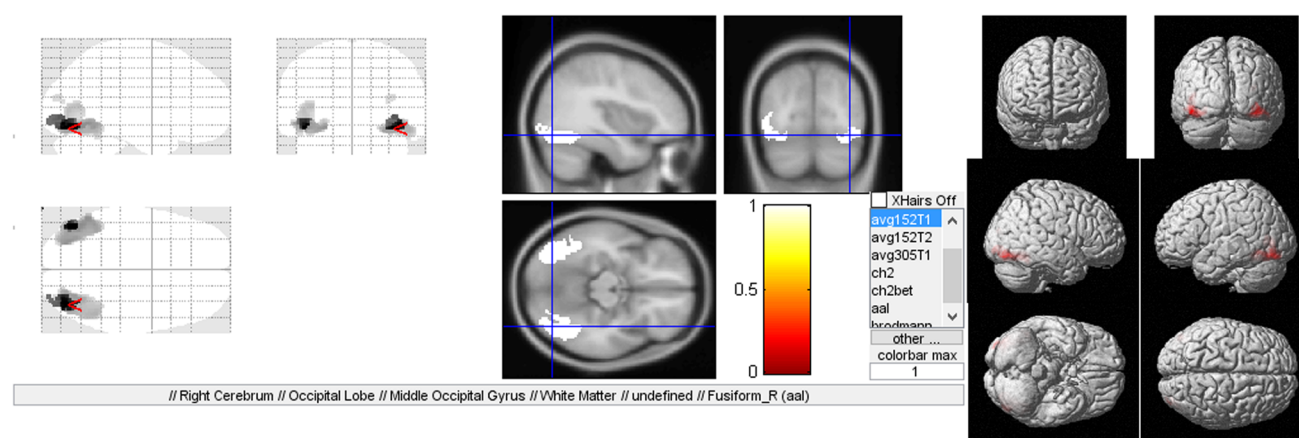 1
0.5
0
XHairs Off
avg152T1
avg152T2
avg305T1
ch2
ch2bet
aal
brodmann
other ...
colorbar max
1
// Right Cerebrum // Occipital Lobe // Middle Occipital Gyrus // White Matter // undefined // Fusiform_R (aal)